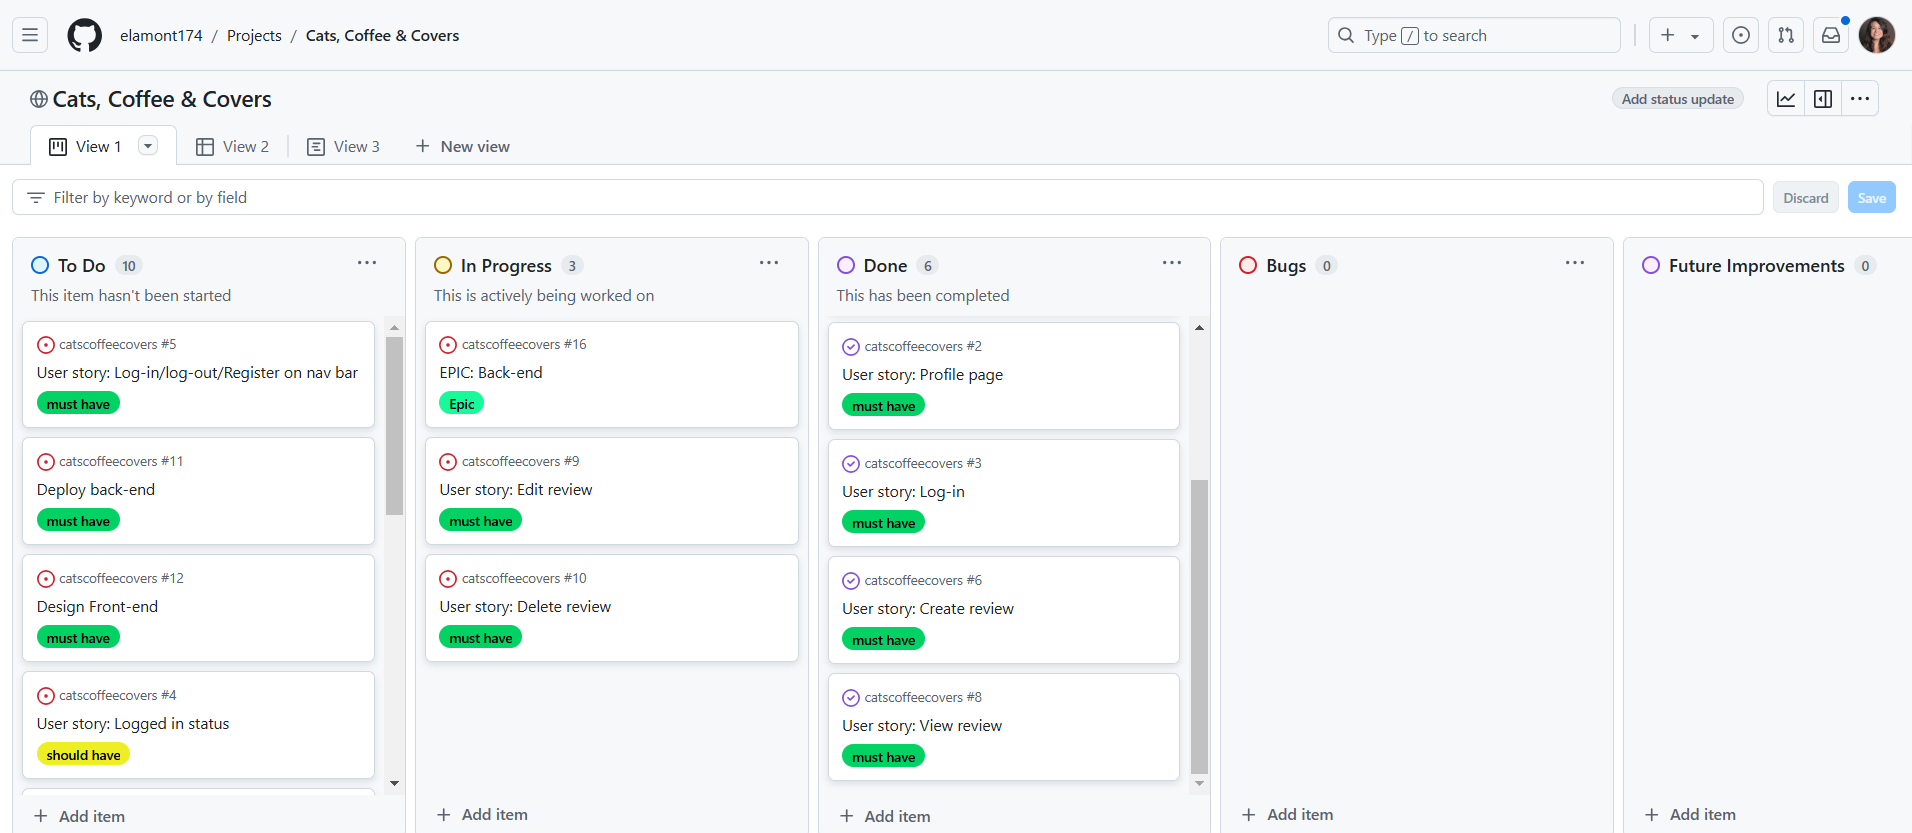 elamont174 / Projects / Cats, Coffee & Covers
Type / to search
Cats, Coffee & Covers
Add status update
View 1
View 2
View 3
New view
Filter by keyword or by field
Discard
Save
To Do 10
This item hasn't been started
catscoffeecovers #5
User story: Log-in/log-out/Register on nav bar
must have
catscoffeecovers #11
Deploy back-end
must have
catscoffeecovers #12
Design Front-end
must have
catscoffeecovers #4
User story: Logged in status
should have
Add item
In Progress 3
This is actively being worked on
catscoffeecovers #16
EPIC: Back-end
Epic
catscoffeecovers #9
User story: Edit review
must have
catscoffeecovers #10
User story: Delete review
must have
Add item
Done 6
This has been completed
catscoffeecovers #2
User story: Profile page
must have
catscoffeecovers #3
User story: Log-in
must have
catscoffeecovers #6
User story: Create review
must have
catscoffeecovers #8
User story: View review
must have
Add item
Bugs 0
Add item
Future Improvements 0
Add item